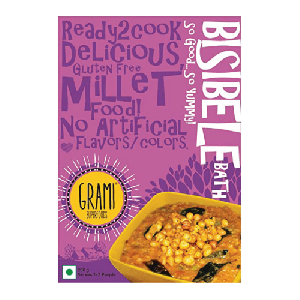 Ready2cook
Delicious
Gluten Free
Millet
Food!
No Artificial
Flavors/colors.
So Good... So Yummy!
BISIBELE
BATH
GRAMI
SUPERFOODS